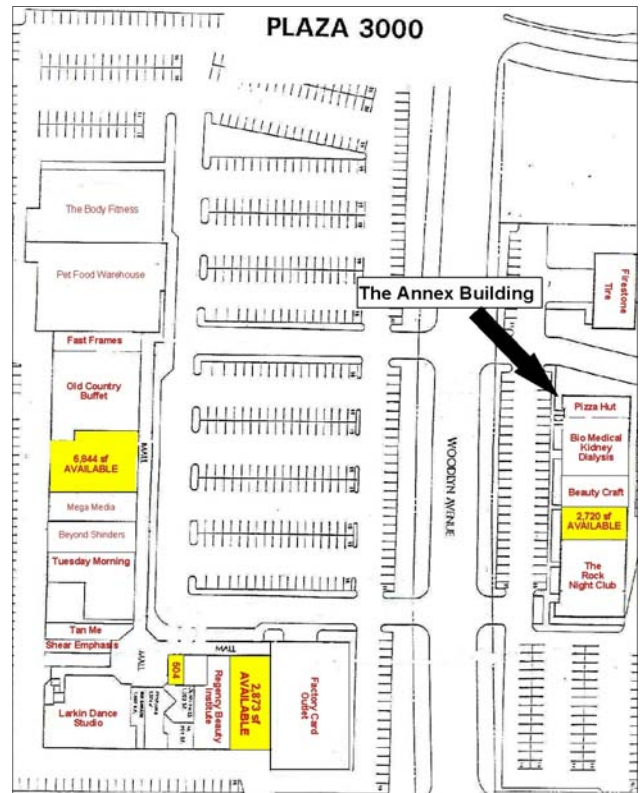 PLAZA 3000
The Body Fitness
Pet Food Warehouse
Fast Frames
Old Country
Buffet
6,844 sf
AVAILABLE
MALL
Mega Media
Beyond Shinders
Tuesday Morning
Tan Me
Shear Emphasis
MALL
MALL
Larkin Dance
Studio
504
Regency Beauty
Institute
2,873 sf
AVAILABLE
Factory Card
Outlet
WOODLYN AVENUE
The Annex Building
Firestone
Tire
Pizza Hut
Bio Medical
Kidney
Dialysis
Beauty Craft
2,720 sf
AVAILABLE
The
Rock
Night Club